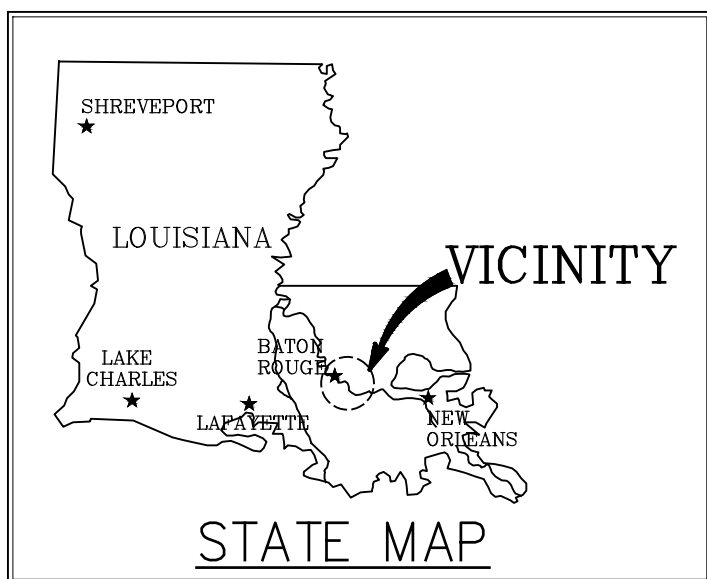 SHREVEPORT
LOUISIANA
VICINITY
BATON
ROUGE
LAKE
CHARLES
LAFAYETTE
NEW
ORLEANS
STATE MAP